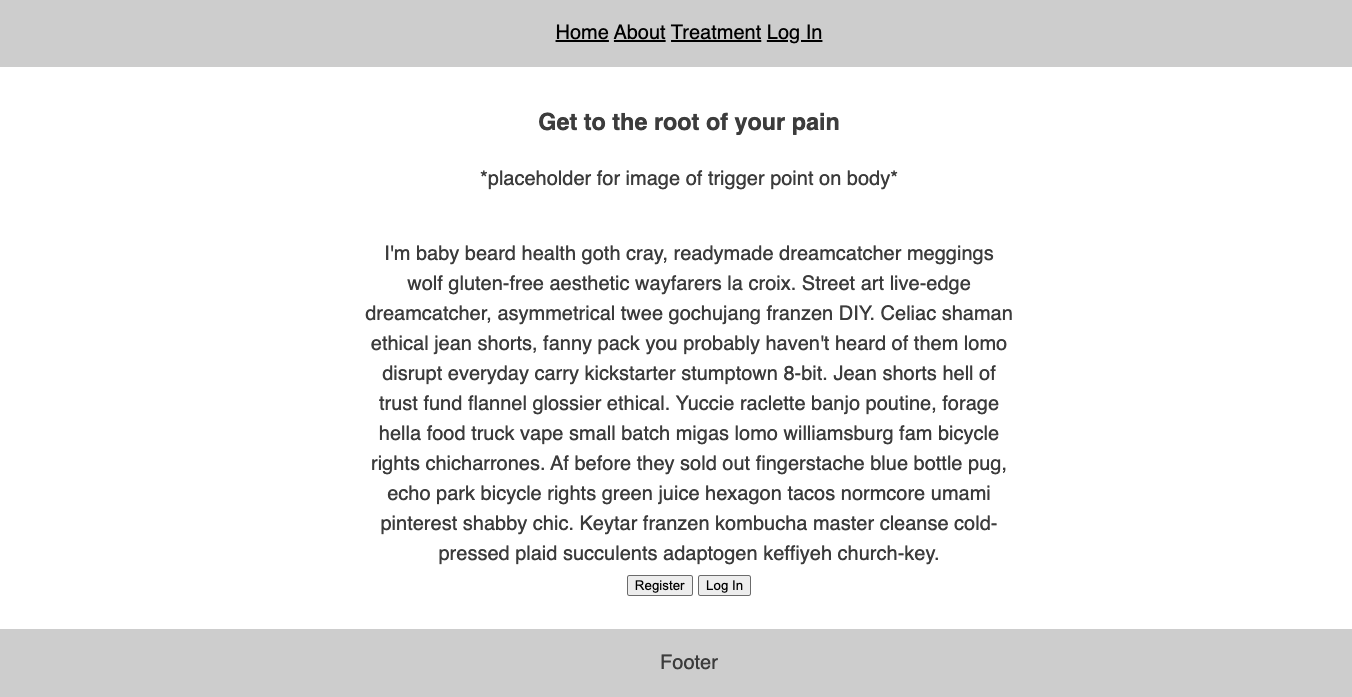 Home About Treatment Log In
Get to the root of your pain
*placeholder for image of trigger point on body*
I'm baby beard health goth cray, readymade dreamcatcher meggings
wolf gluten-free aesthetic wayfarers la croix. Street art live-edge
dreamcatcher, asymmetrical twee gochujang franzen DIY. Celiac shaman
ethical jean shorts, fanny pack you probably haven't heard of them lomo
disrupt everyday carry kickstarter stumptown 8-bit. Jean shorts hell of
trust fund flannel glossier ethical. Yuccie raclette banjo poutine, forage
hella food truck vape small batch migas lomo williamsburg fam bicycle
rights chicharrones. Af before they sold out fingerstache blue bottle pug,
echo park bicycle rights green juice hexagon tacos normcore umami
pinterest shabby chic. Keytar franzen kombucha master cleanse cold-
pressed plaid succulents adaptogen keffiyeh church-key.
Register Log In
Footer